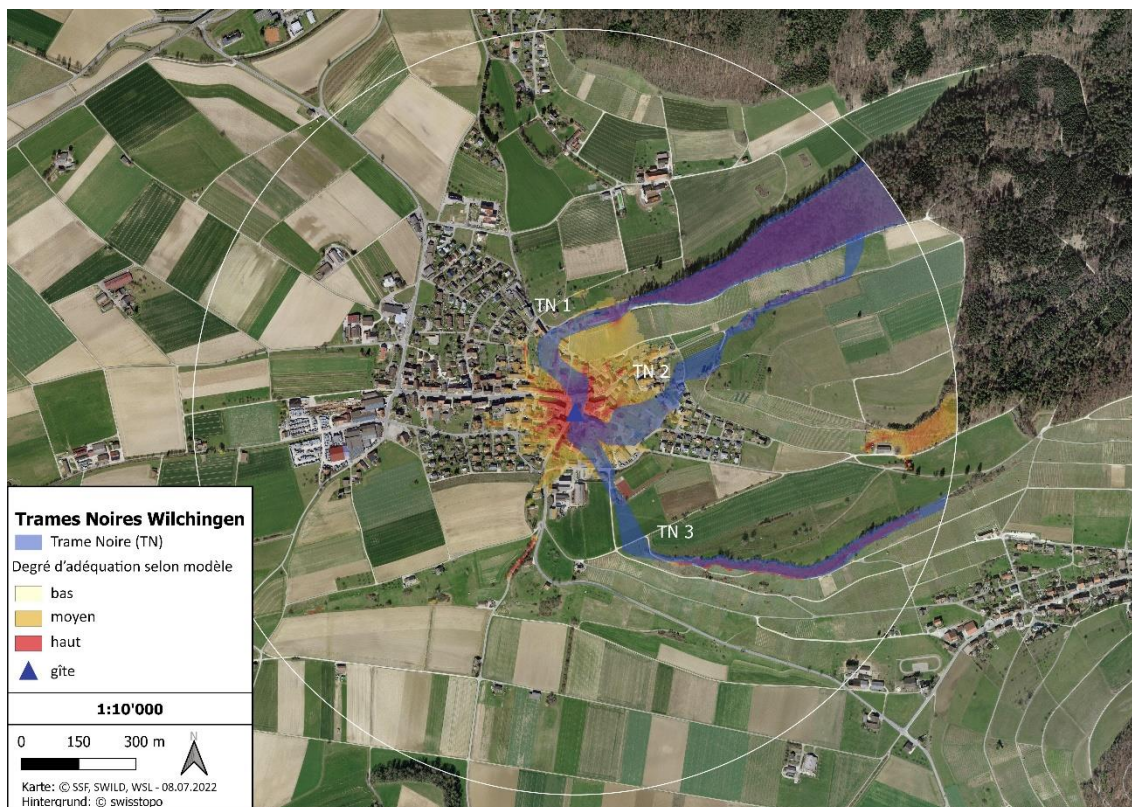 TN 1
TN 2
TN 3
Trames Noires Wilchingen
Trame Noire (TN)
Degré d'adéquation selon modèle
bas
moyen
haut
gîte
1:10'000
0 150 300 m
N
Karte: © SSF, SWILD, WSL - 08.07.2022
Hintergrund: © swisstopo